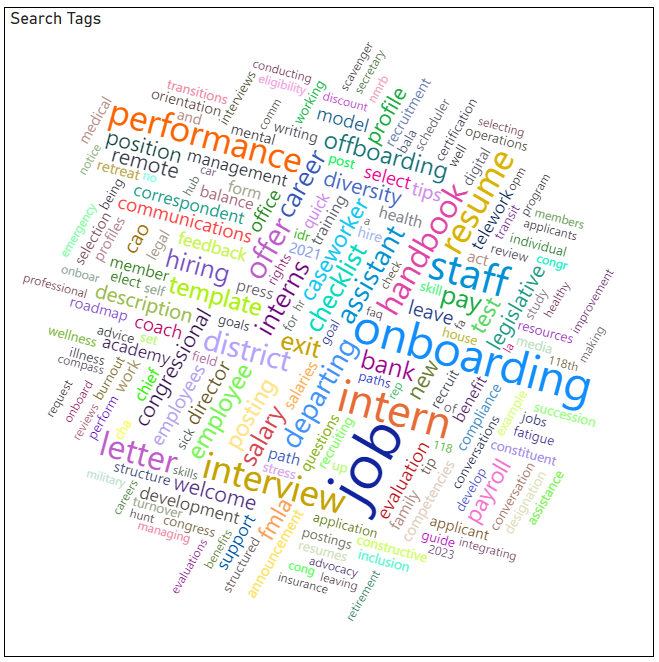 Search Tags
scavenger
secretary
conducting
eligibility
nmrb
transitions
interviews
working
discount
profile
recruitment
orientation
comm
medical
and
model
bala
scheduler
certification
selecting
operations
performance
mental
writing
offboarding
well
digital
notice
position
management
post
select
tips
resume
opm
remote
car
career
diversity
program
retreat
no
hub
balance
form
quick
health
handbook
telework
transit
members
being
correspondent
office
training
a
applicants
selection
communications
offer
idr
caseworker
hire
act
review
individual
emergency
profiles
cao
legal
feedback
2021
rights
checklist
assistant
check
staff
congr
professional
onboar
member
hiring
press
interns
skill
pay
study
healthy
improvement
elect
self
template
hr
for
faq
leave
fa
test
legislative
roadmap
description
goals
goal
house
resources
media
making
wellness
advice
set
coach
congressional
district
exit
departing
onboarding
la
118th
illness
academy
field
bank
new
compass
burnout
work
chief
employees
director
employee
posting
salaries
paths
rep
recruit
benefit
compliance
example
succession
request
onboard
reviews
perform
cha
letter
sick
salary
questions
recruiting
intern
of
jobs
fatigue
path
up
job
evaluation
118
tip
conversations
constituent
military
structure
skills
interview
stress
competencies
develop
payroll
conversation
designation
assistance
careers
hunt
turnover
development
welcome
fmla
family
congress
managing
support
announcement
application
applicant
guide
2023
integrating
benefits
structured
postings
resumes
constructive
inclusion
evaluations
cong
advocacy
leaving
insurance
retirement